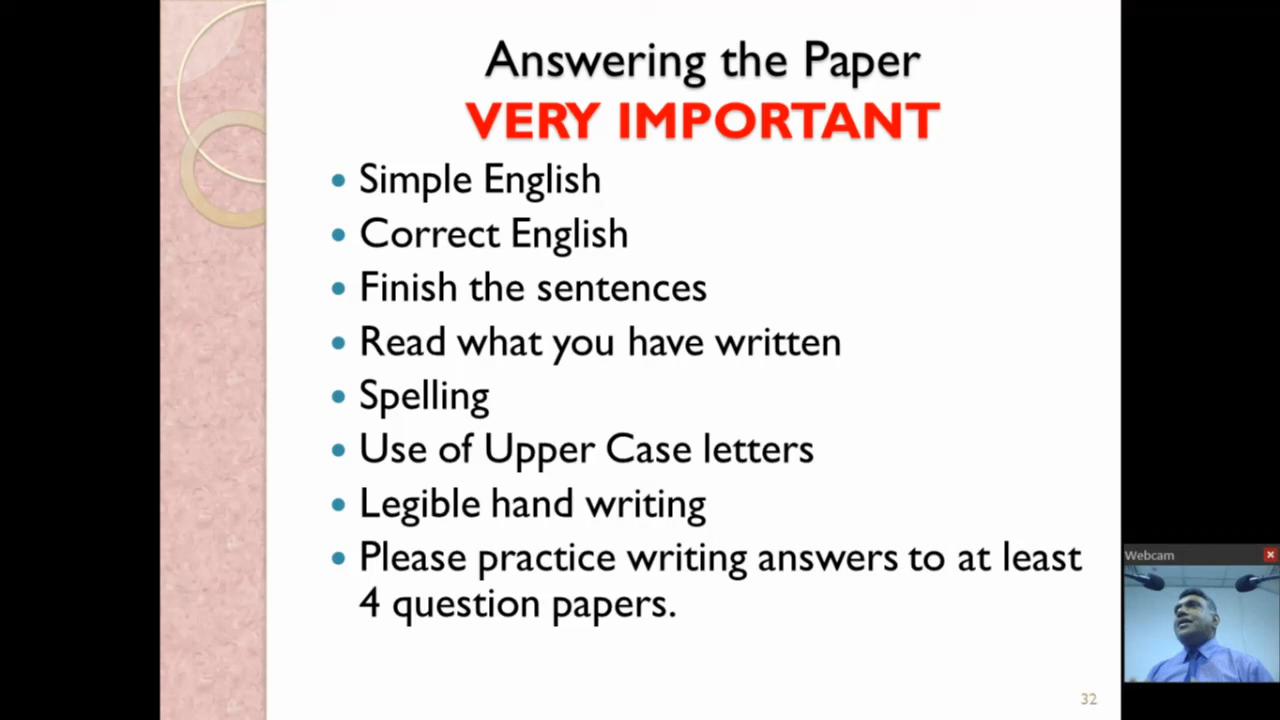 Answering the Paper
VERY IMPORTANT
• Simple English
• Correct English
• Finish the sentences
• Read what you have written
• Spelling
• Use of Upper Case letters
• Legible hand writing
• Please practice writing answers to at least
4 question papers.
Webcam
32